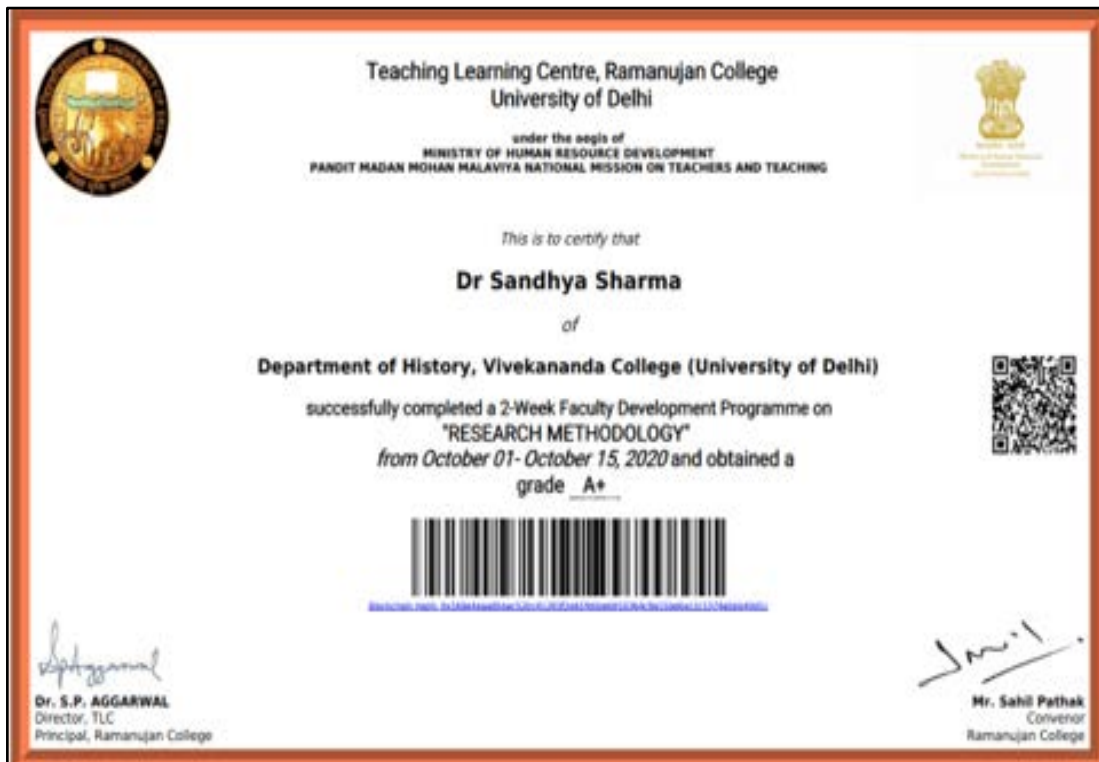 Teaching Learning Centre, Ramanujan College
University of Delhi
under the aegis of
MINISTRY OF HUMAN RESOURCE DEVELOPMENT
PANDIT MADAN MOHAN MALAVIYA NATIONAL MISSION ON TEACHERS AND TEACHING
This is to certify that
Dr Sandhya Sharma
of
Department of History, Vivekananda College (University of Delhi)
successfully completed a 2-Week Faculty Development Programme on
"RESEARCH METHODOLOGY"
from October 01- October 15, 2020 and obtained a
grade A+
Dr. S.P. AGGARWAL
Director, TLC
Principal, Ramanujan College
Mr. Sahil Pathak
Convenor
Ramanujan College